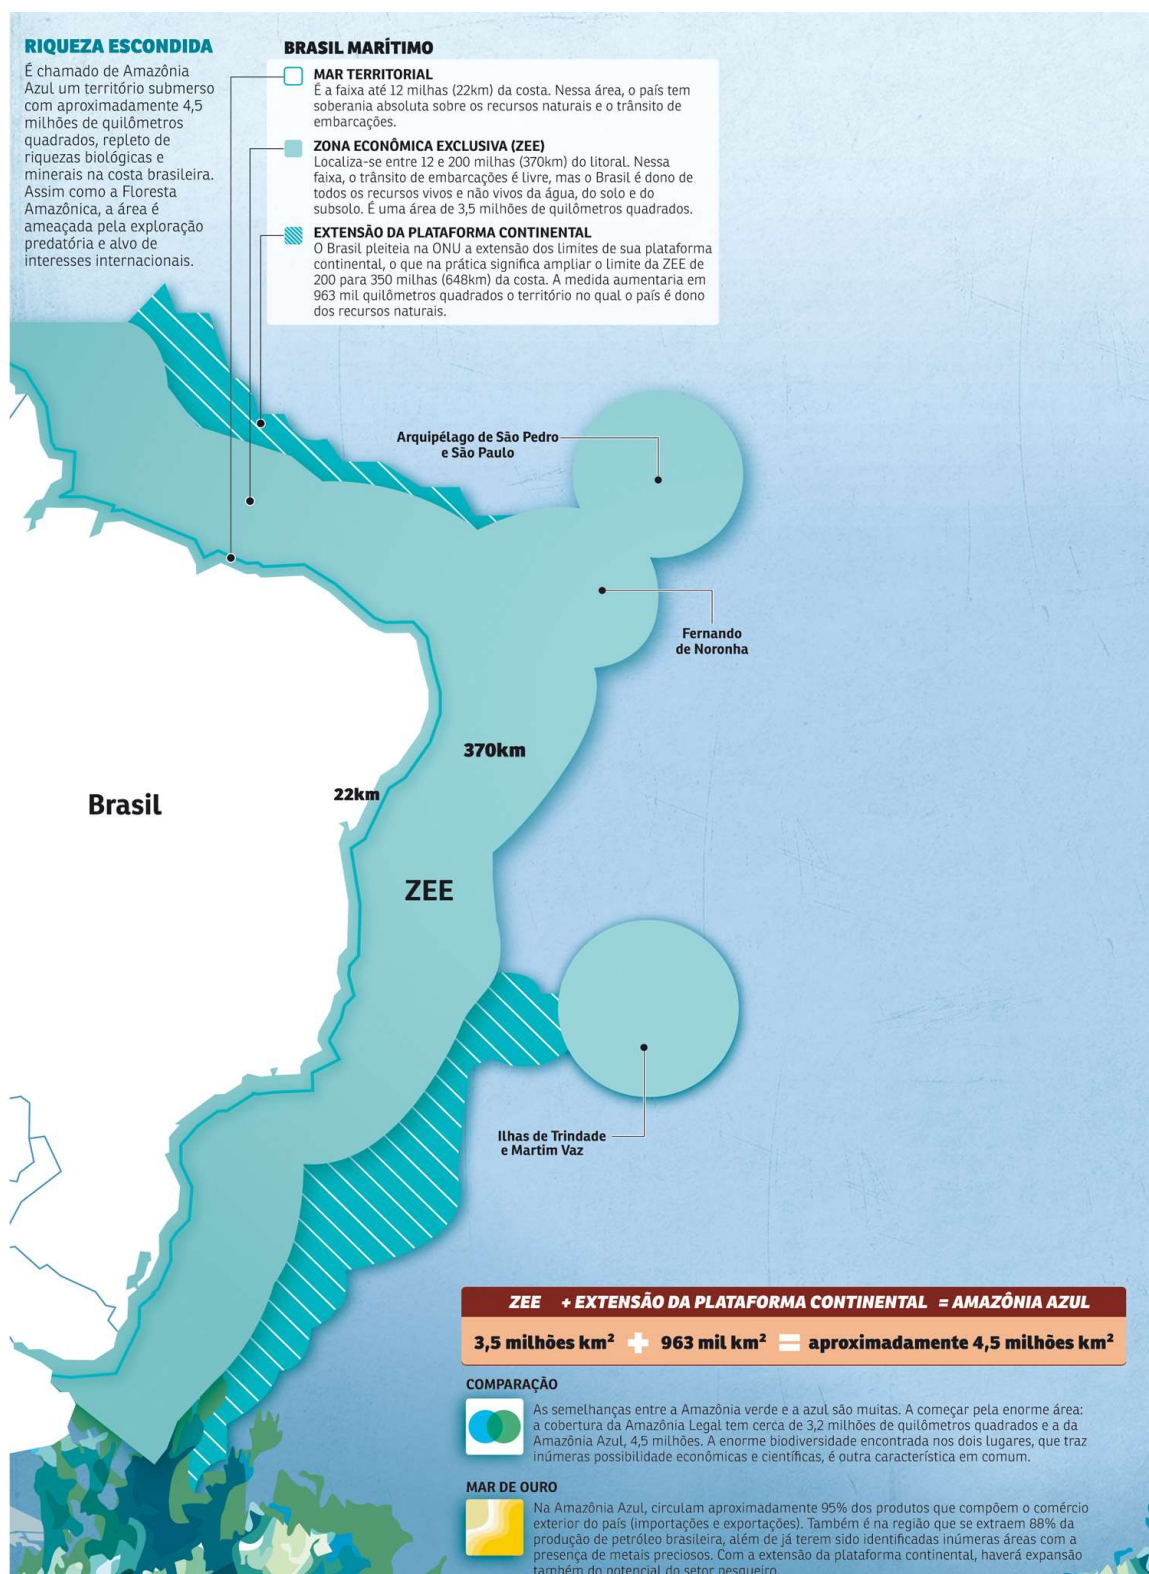 RIQUEZA ESCONDIDA
É chamado de Amazônia
Azul um território submerso
com aproximadamente 4,5
milhões de quilômetros
quadrados, repleto de
riquezas biológicas e
minerais na costa brasileira.
Assim como a Floresta
Amazônica, a área é
ameaçada pela exploração
predatória e alvo de
interesses internacionais.
BRASIL MARÍTIMO
MAR TERRITORIAL
É a faixa até 12 milhas (22km) da costa. Nessa área, o país tem
soberania absoluta sobre os recursos naturais e o trânsito de
embarcações.
ZONA ECONÔMICA EXCLUSIVA (ZEE)
Localiza-se entre 12 e 200 milhas (370km) do litoral. Nessa
faixa, o trânsito de embarcações é livre, mas o Brasil é dono de
todos os recursos vivos e não vivos da água, do solo e do
subsolo. É uma área de 3,5 milhões de quilômetros quadrados.
EXTENSÃO DA PLATAFORMA CONTINENTAL
O Brasil pleiteia na ONU a extensão dos limites de sua plataforma
continental, o que na prática significa ampliar o limite da ZEE de
200 para 350 milhas (648km) da costa. A medida aumentaria em
963 mil quilômetros quadrados o território no qual o país é dono
dos recursos naturais.
Arquipélago de São Pedro
e São Paulo
Fernando
de Noronha
370km
22km
Brasil
ZEE
Ilhas de Trindade
e Martim Vaz
ZEE + EXTENSÃO DA PLATAFORMA CONTINENTAL = AMAZÔNIA AZUL
3,5 milhões km² + 963 mil km² = aproximadamente 4,5 milhões km²
COMPARAÇÃO
As semelhanças entre a Amazônia verde e a azul são muitas. A começar pela enorme área:
a cobertura da Amazônia Legal tem cerca de 3,2 milhões de quilômetros quadrados e a da
Amazônia Azul, 4,5 milhões. A enorme biodiversidade encontrada nos dois lugares, que traz
inúmeras possibilidade econômicas e científicas, é outra característica em comum.
MAR DE OURO
Na Amazônia Azul, circulam aproximadamente 95% dos produtos que compõem o comércio
exterior do país (importações e exportações). Também é na região que se extraem 88% da
produção de petróleo brasileira, além de já terem sido identificadas inúmeras áreas com a
presença de metais preciosos. Com a extensão da plataforma continental, haverá expansão
também do potencial do setor pesqueiro.